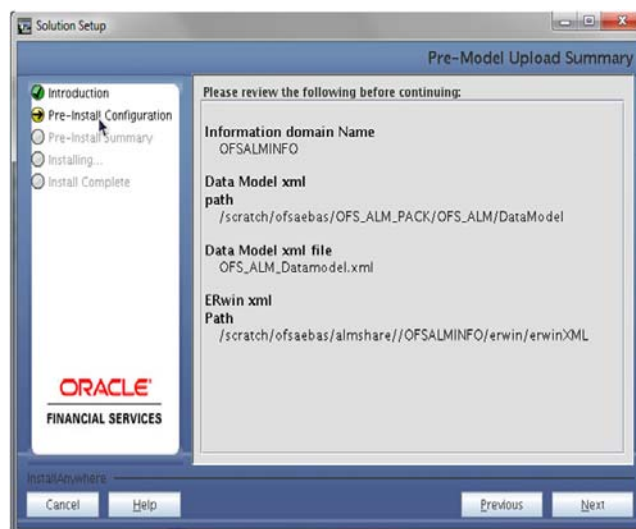 Solution Setup
Pre-Model Upload Summary
Introduction
Pre-Install Configuration
Pre-Install Summary
Installing...
Install Complete
ORACLE
FINANCIAL SERVICES
Please review the following before continuing:
Information domain Name
OFSALMINFO
Data Model xml
path
/scratch/ofsaebas/OFS_ALM_PACK/OFS_ALM/DataModel
Data Model xml file
OFS_ALM_Datamodel.xml
ERwin xml
Path
/scratch/ofsaebas/almshare//OFSALMINFO/erwin/erwinXML
InstallAnywhere
Cancel
Help
Previous
Next